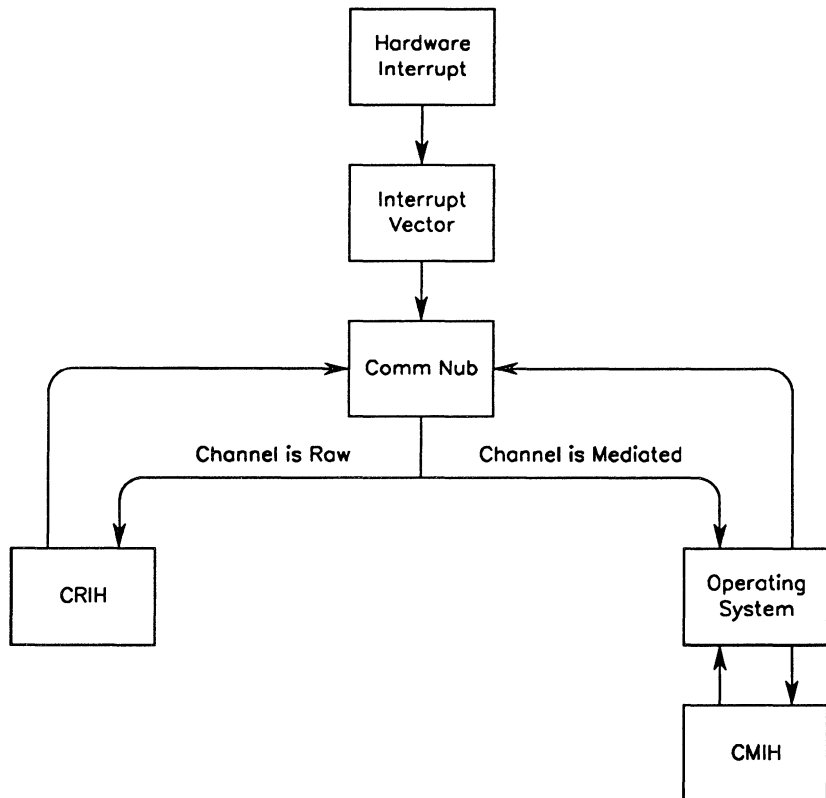 Hardware
Interrupt
Interrupt
Vector
Comm Nub
Channel is Raw
Channel is Mediated
CRIH
Operating
System
CMIH